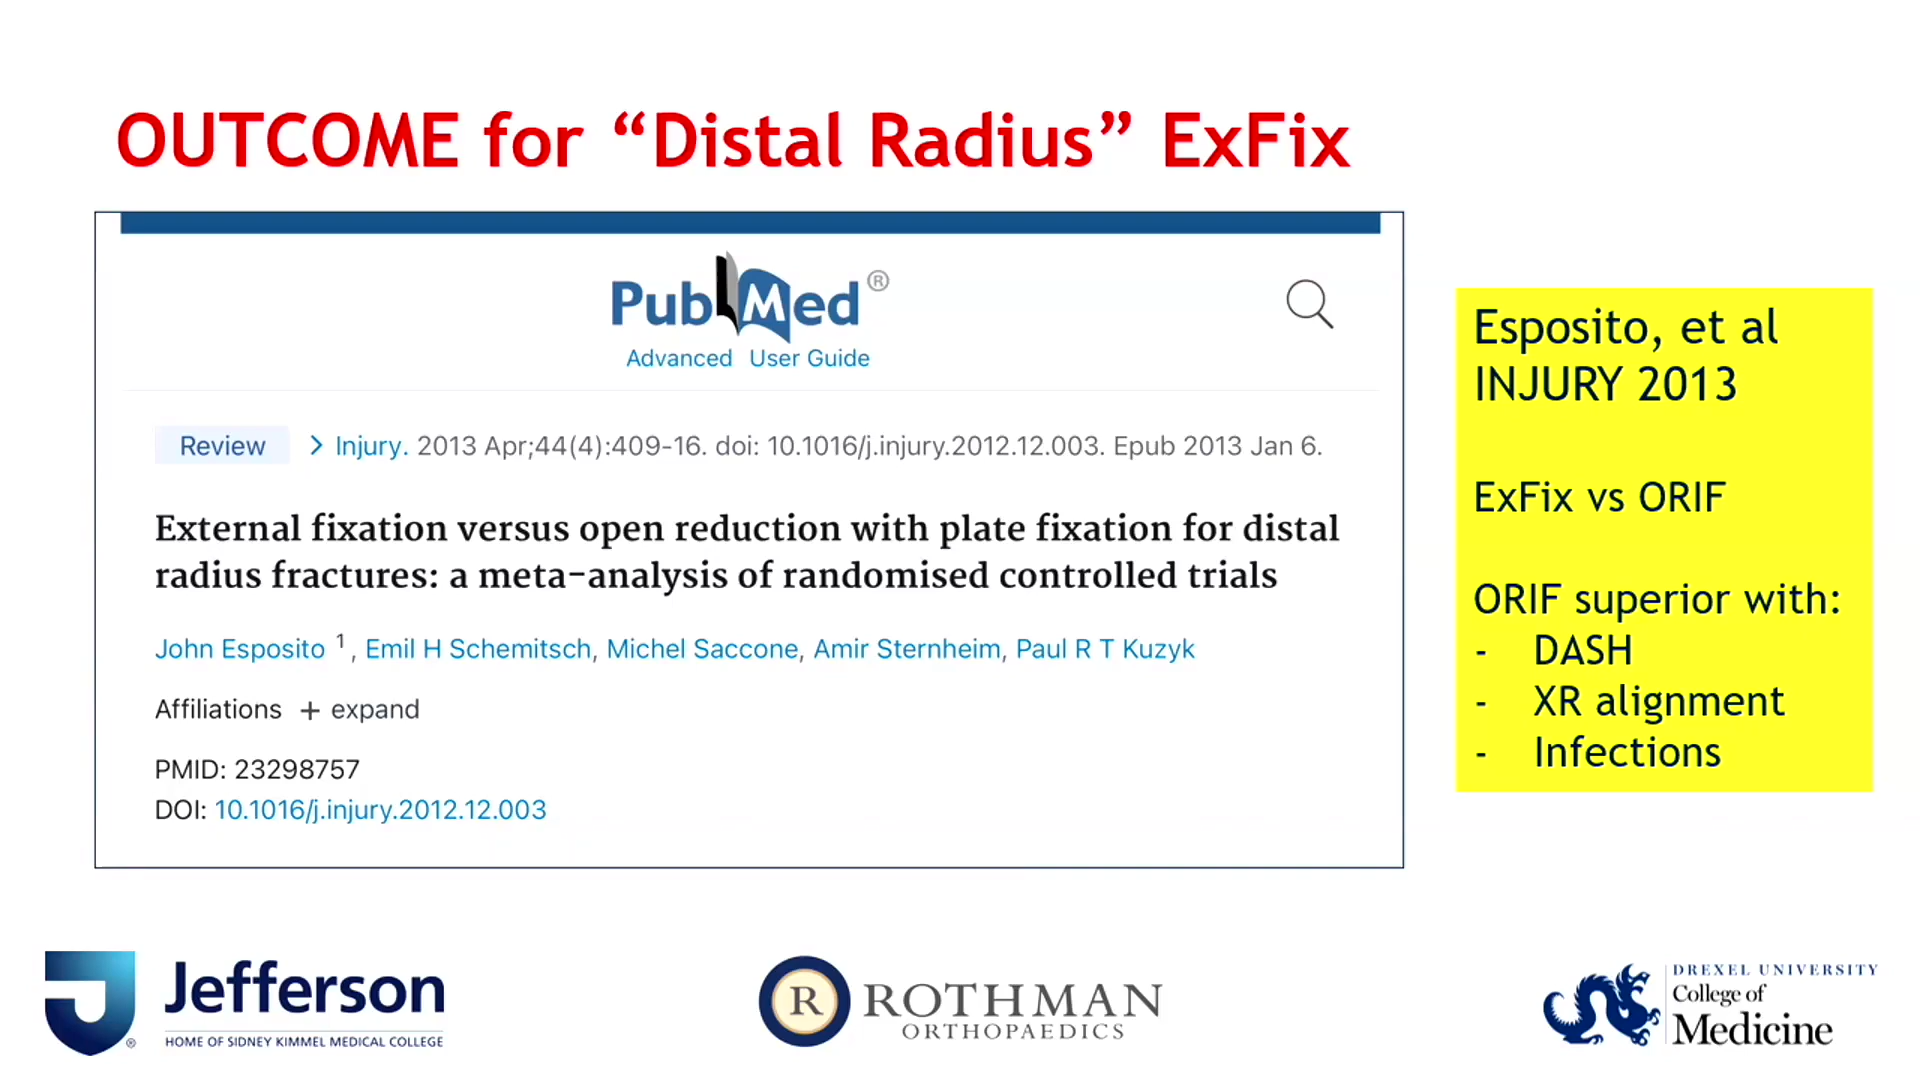 OUTCOME for “Distal Radius” ExFix
PubMed®
Advanced User Guide
Review > Injury. 2013 Apr;44(4):409-16. doi: 10.1016/j.injury.2012.12.003. Epub 2013 Jan 6.
External fixation versus open reduction with plate fixation for distal
radius fractures: a meta-analysis of randomised controlled trials
John Esposito 1, Emil H Schemitsch, Michel Saccone, Amir Sternheim, Paul R T Kuzyk
Affiliations + expand
PMID: 23298757
DOI: 10.1016/j.injury.2012.12.003
Esposito, et al
INJURY 2013
ExFix vs ORIF
ORIF superior with:
- DASH
- XR alignment
- Infections
Jefferson
HOME OF SIDNEY KIMMEL MEDICAL COLLEGE
R ROTHMAN
ORTHOPAEDICS
DREXEL UNIVERSITY
College of
Medicine